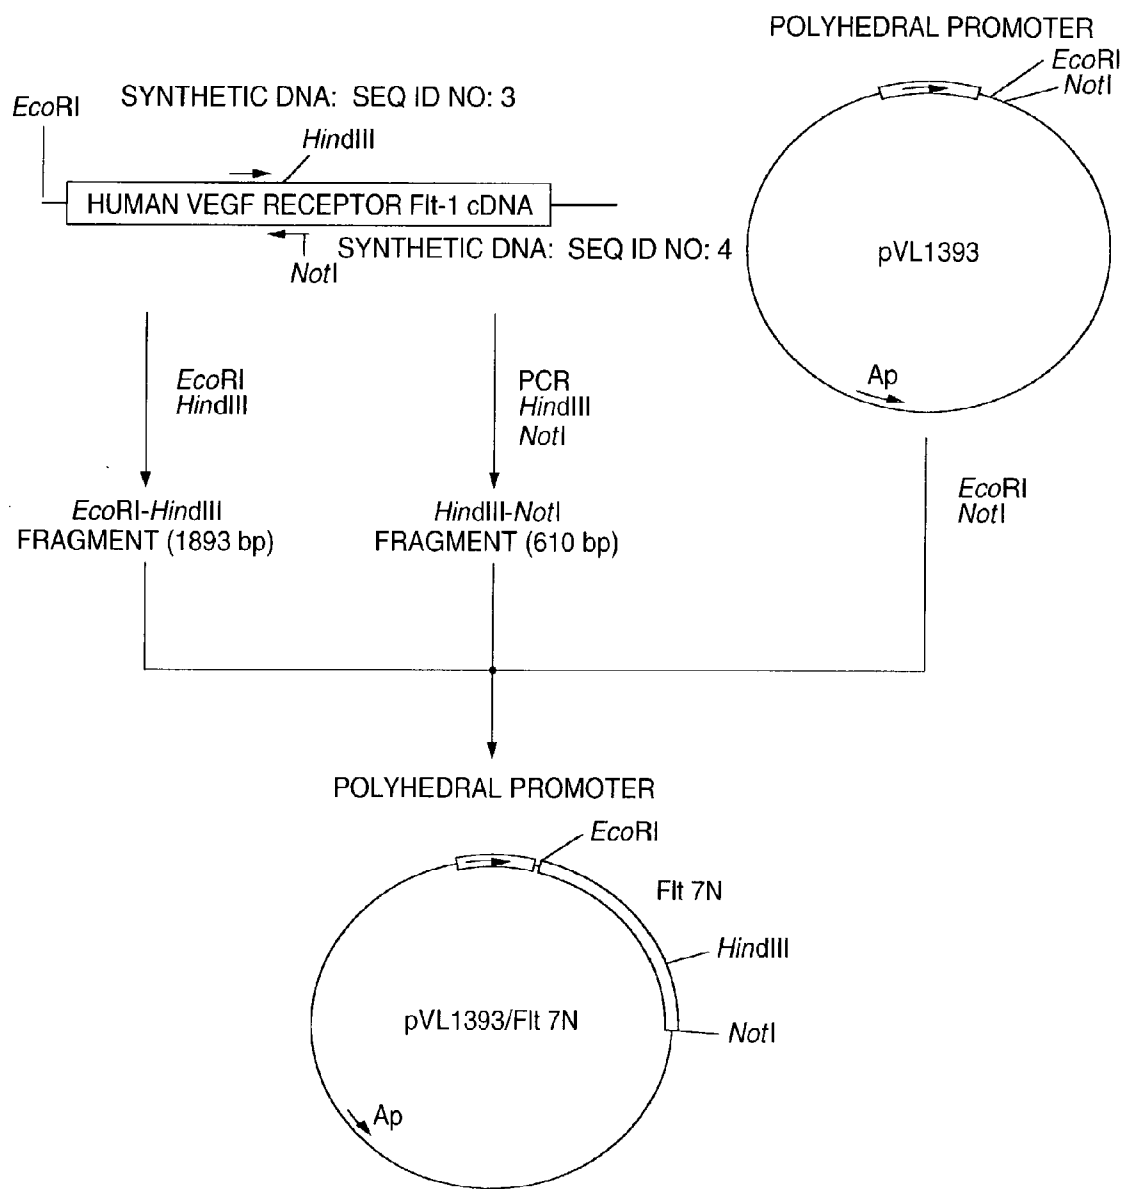 POLYHEDRAL PROMOTER
EcoRI
NotI
SYNTHETIC DNA: SEQ ID NO: 3
EcoRI
HindIII
HUMAN VEGF RECEPTOR Flt-1 cDNA
SYNTHETIC DNA: SEQ ID NO: 4
NotI
pVL1393
Ap
EcoRI
HindIII
PCR
HindIII
NotI
EcoRI
NotI
EcoRI-HindIII
FRAGMENT (1893 bp)
HindIII-NotI
FRAGMENT (610 bp)
POLYHEDRAL PROMOTER
EcoRI
Flt 7N
HindIII
NotI
pVL1393/Flt 7N
Ap